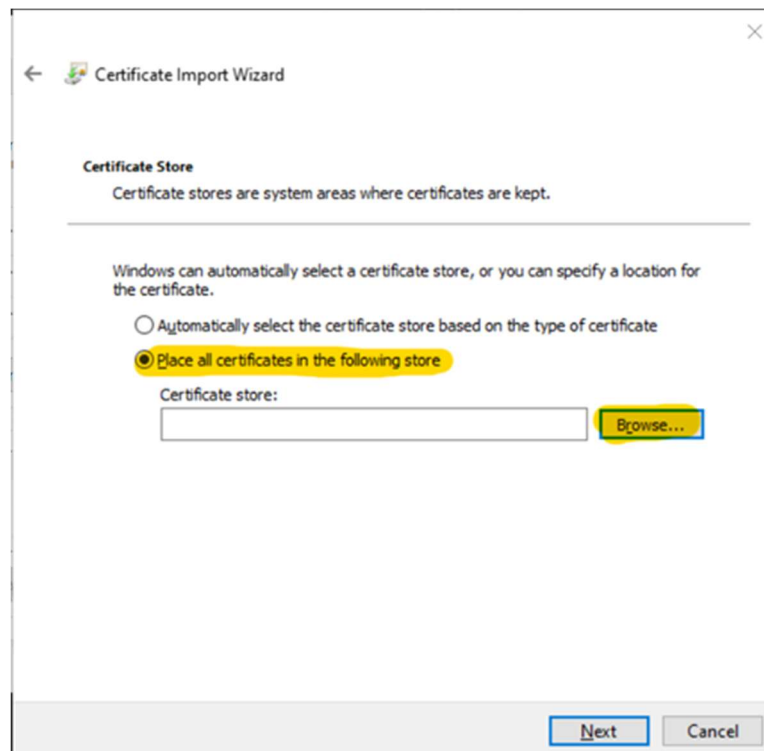 Certificate Import Wizard
Certificate Store
Certificate stores are system areas where certificates are kept.
Windows can automatically select a certificate store, or you can specify a location for
the certificate.
Automatically select the certificate store based on the type of certificate
Place all certificates in the following store
Certificate store:
Browse...
Next
Cancel